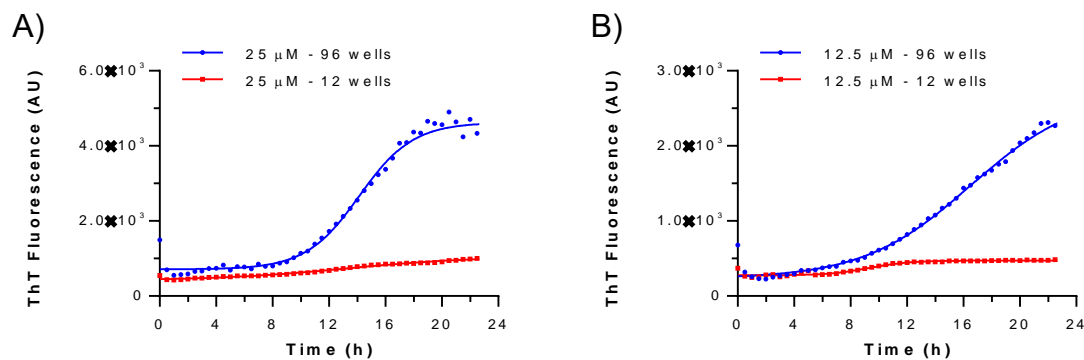 A)
25 μM - 96 wells
25 μM - 12 wells
6.0✖10³
4.0✖10³
2.0✖10³
0
0 4 8 12 16 20 24
Time (h)
ThT Fluorescence (AU)
B)
12.5 μM - 96 wells
12.5 μM - 12 wells
3.0✖10³
2.0✖10³
1.0✖10³
0
0 4 8 12 16 20 24
Time (h)
ThT Fluorescence (AU)